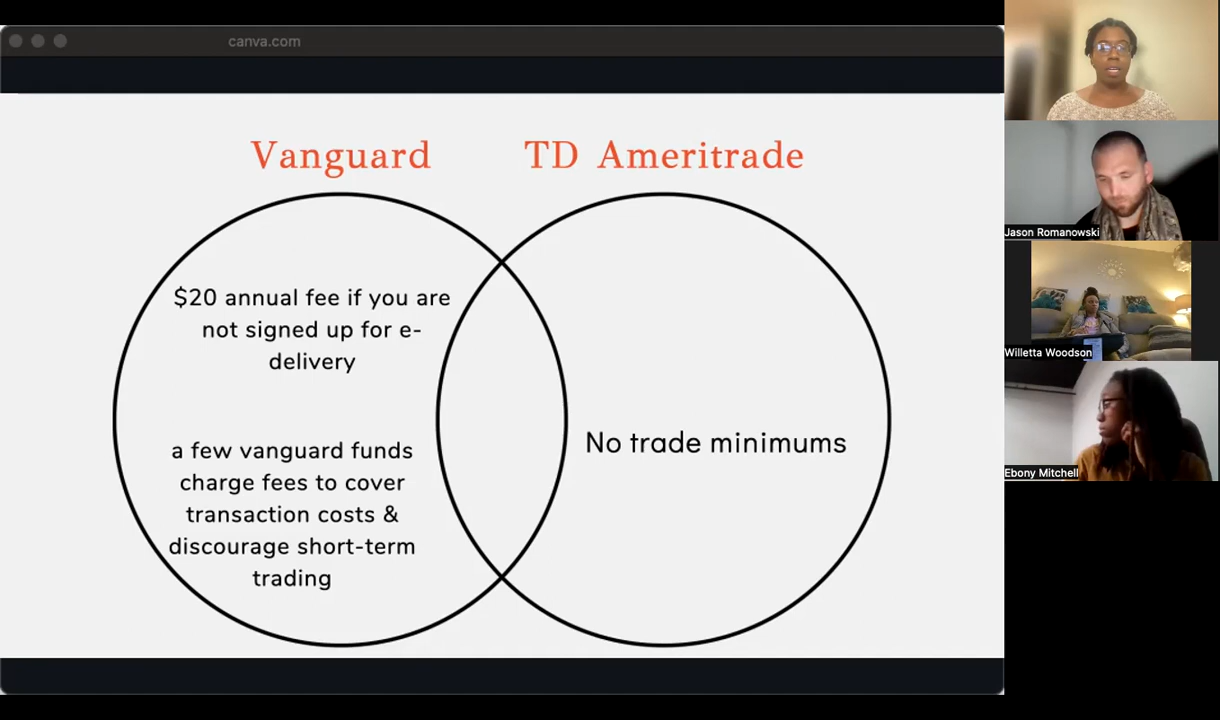 canva.com
Vanguard
TD Ameritrade
$20 annual fee if you are
not signed up for e-
delivery
a few vanguard funds
charge fees to cover
transaction costs &
discourage short-term
trading
No trade minimums
Jason Romanowski
Willetta Woodson
Ebony Mitchell